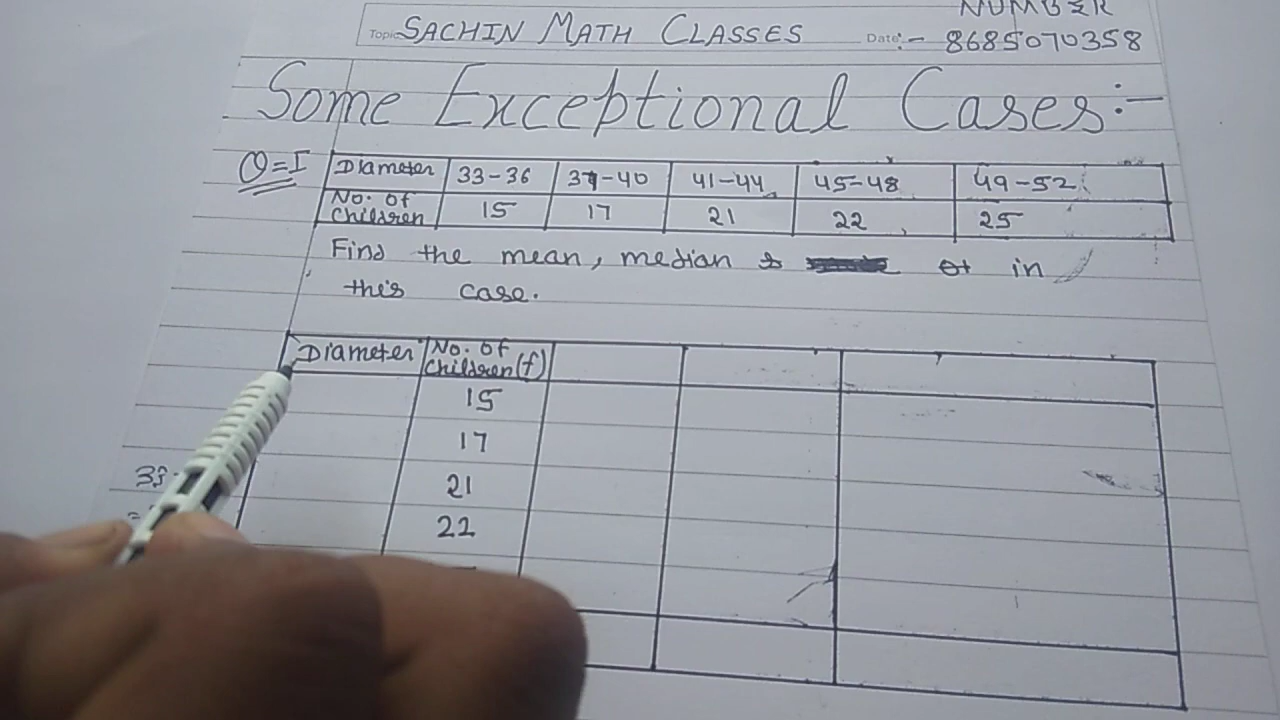 NUMBER
Topic SACHIN MATH CLASSES Date:- 8685070358
Some Exceptional Cases:-
Q=I
Diameter 33-36 37-40 41-44 45-48 49-52
No. of Children 15 17 21 22 25
Find the mean, median & in
this case.
Diameter No. of Children(f)
15
17
21
22